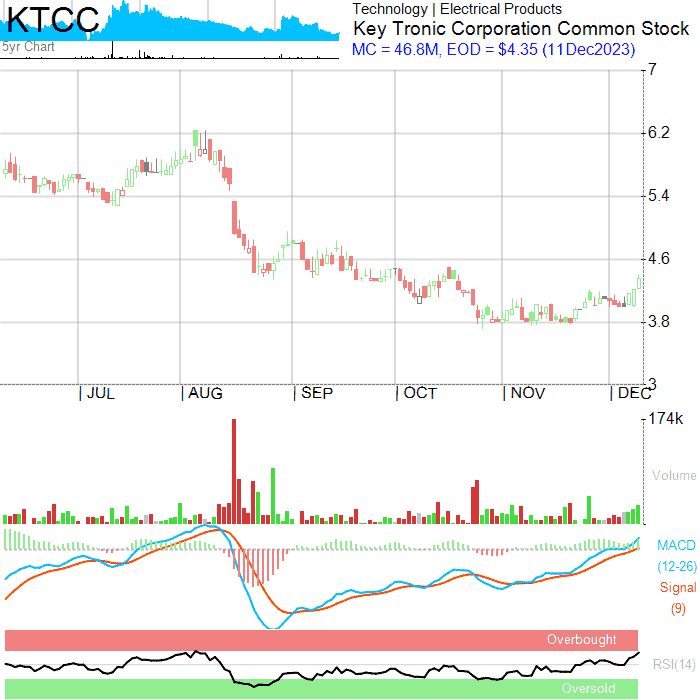 KTCC
5yr Chart
Technology | Electrical Products
Key Tronic Corporation Common Stock
MC = 46.8M, EOD = $4.35 (11Dec2023)
7
6.2
5.4
4.6
3.8
3
| JUL | AUG | SEP | OCT | NOV | DEC
174k
Volume
MACD
(12-26)
Signal
(9)
Overbought
RSI(14)
Oversold